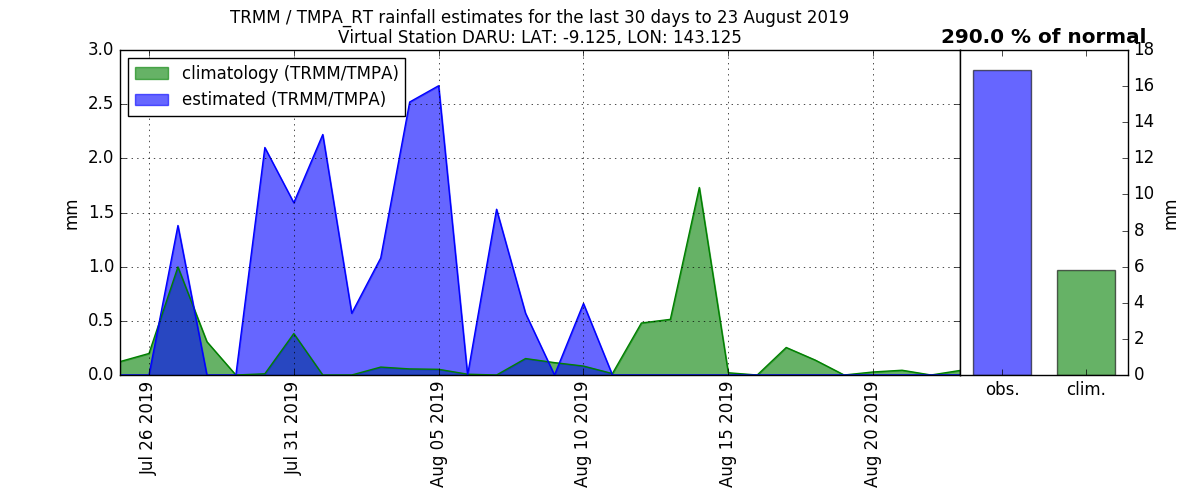 TRMM / TMPA_RT rainfall estimates for the last 30 days to 23 August 2019
Virtual Station DARU: LAT: -9.125, LON: 143.125
290.0 % of normal
climatology (TRMM/TMPA)
estimated (TRMM/TMPA)
3.0
2.5
2.0
1.5
1.0
0.5
0.0
mm
Jul 26 2019
Jul 31 2019
Aug 05 2019
Aug 10 2019
Aug 15 2019
Aug 20 2019
18
16
14
12
10
8
6
4
2
0
mm
obs.
clim.